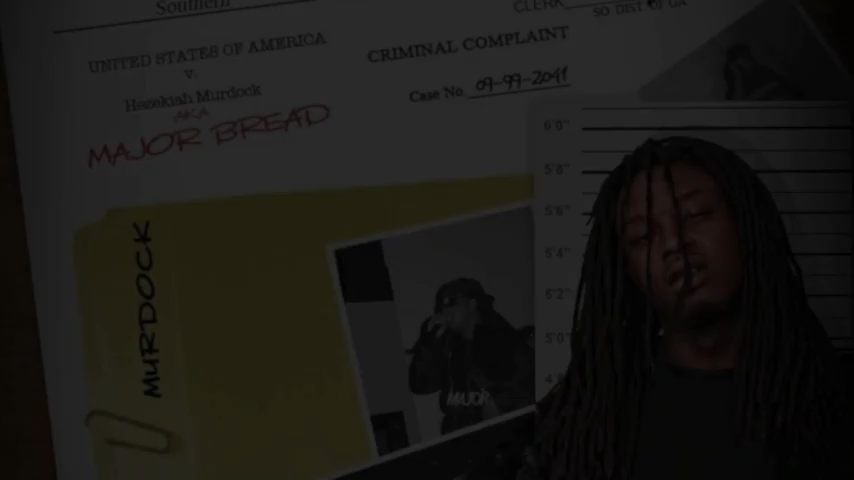 Southern
CLERK
SO. DIST OF GA
UNITED STATES OF AMERICA
v.
Hezekiah Murdock
AKA
MAJOR BREAD
CRIMINAL COMPLAINT
Case No. 09-99-2041
MURDOCK
MAJOR
6'0"
5'8"
5'6"
5'4"
5'2"
5'0"